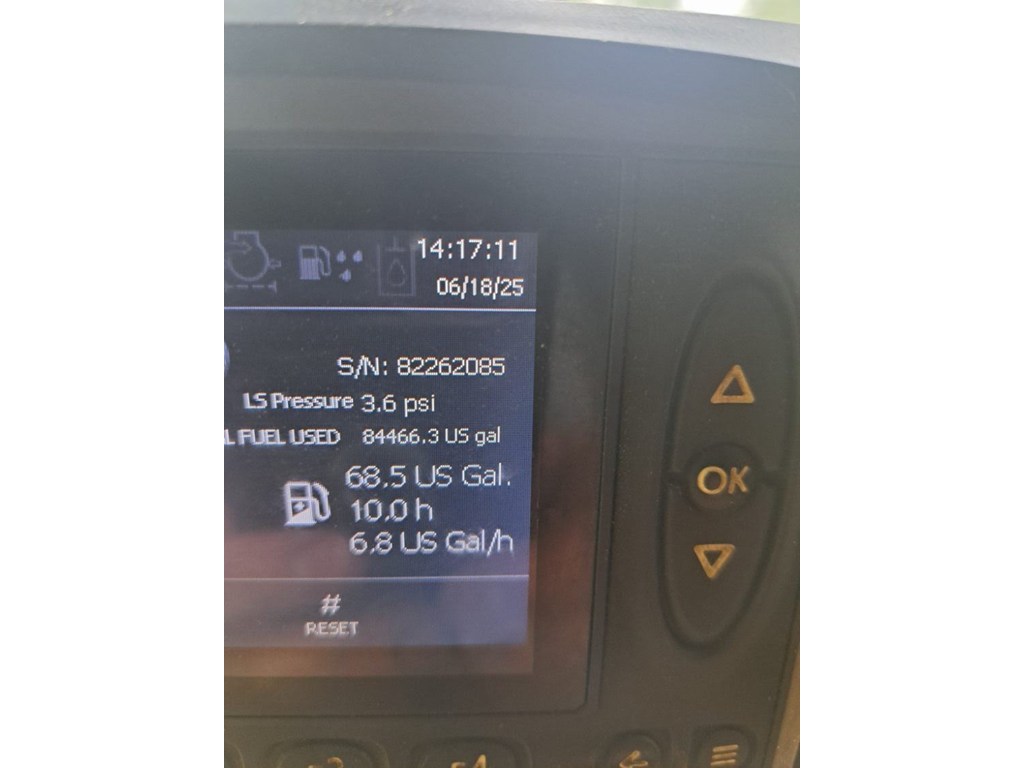 14:17:11
06/18/25
S/N: 82262085
LS Pressure 3.6 psi
L FUEL USED 84466.3 US gal
68.5 US Gal.
10.0 h
6.8 US Gal/h
#
RESET
OK